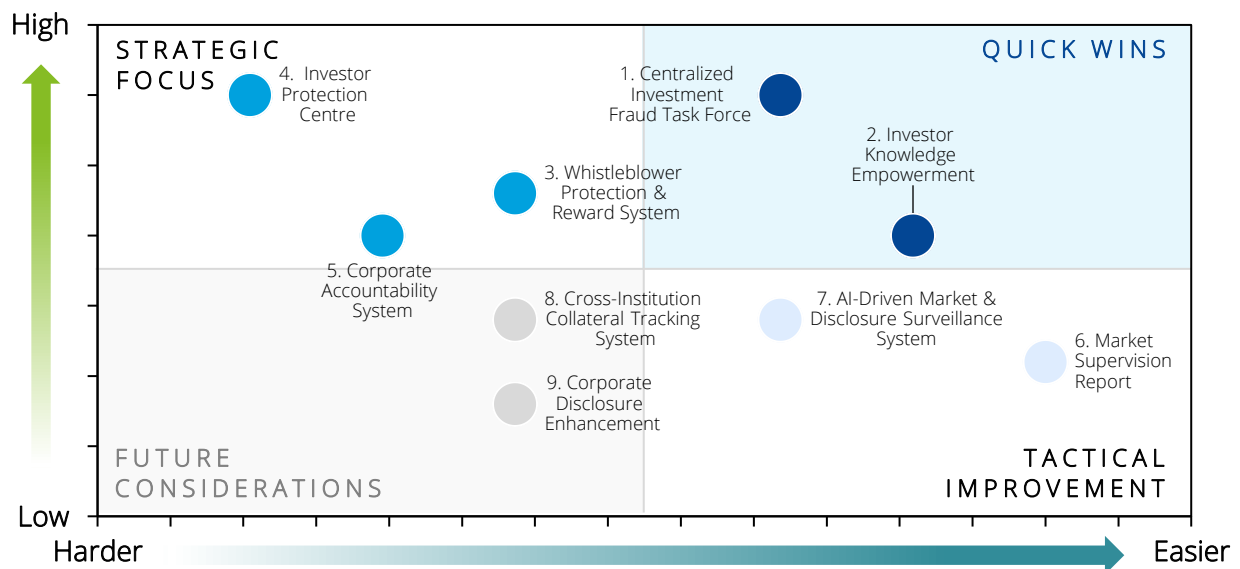 High
STRATEGIC
FOCUS
QUICK WINS
4. Investor
Protection
Centre
1. Centralized
Investment
Fraud Task Force
2. Investor
Knowledge
Empowerment
3. Whistleblower
Protection &
Reward System
5. Corporate
Accountability
System
8. Cross-Institution
Collateral Tracking
System
7. AI-Driven Market &
Disclosure Surveillance
System
6. Market
Supervision
Report
9. Corporate
Disclosure
Enhancement
FUTURE
CONSIDERATIONS
TACTICAL
IMPROVEMENT
Low
Harder
Easier